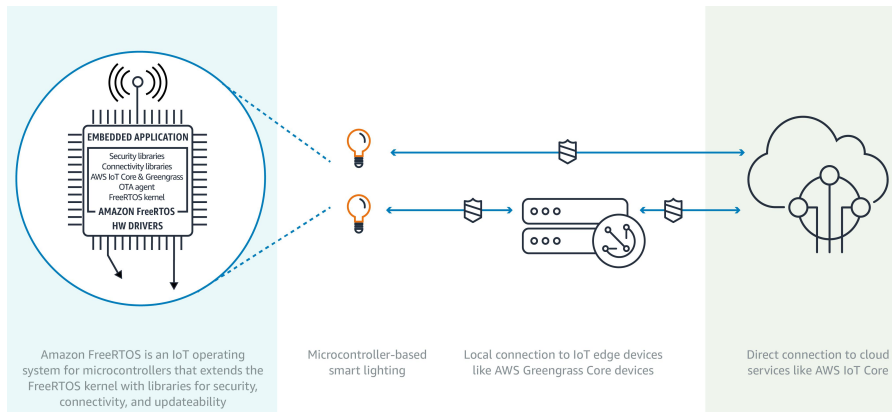 EMBEDDED APPLICATION
Security libraries
Connectivity libraries
AWS IoT Core & Greengrass
OTA agent
FreeRTOS kernel
AMAZON FreeRTOS
HW DRIVERS
Amazon FreeRTOS is an IoT operating
system for microcontrollers that extends the
FreeRTOS kernel with libraries for security,
connectivity, and updateability
Microcontroller-based
smart lighting
Local connection to IoT edge devices
like AWS Greengrass Core devices
Direct connection to cloud
services like AWS IoT Core